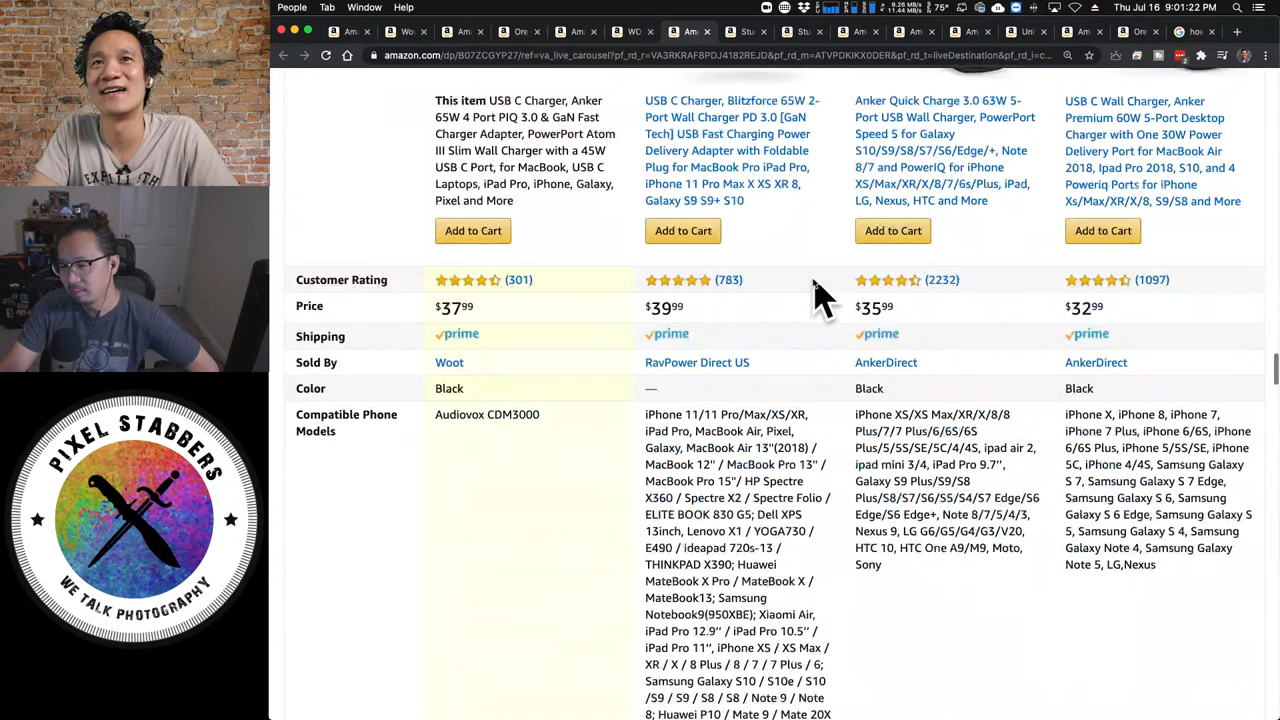 People Tab Window Help
75°
Thu Jul 16 9:01:22 PM
Ama
Ore
Ama
WO
Am
Stu
Stu
Am
Am
Am
Uni
Am
Ore
how
amazon.com/dp/B07ZCGYP27/ref=va_live_carousel?pf_rd_r=VA3RKRAF8PDJ4182REJD&pf_rd_m=ATVPDKIKX0DER&pf_rd_t=liveDestination&pf_rd_i=c...
This item USB C Charger, Anker
65W 4 Port PIQ 3.0 & GaN Fast
Charger Adapter, PowerPort Atom
III Slim Wall Charger with a 45W
USB C Port, for MacBook, USB C
Laptops, iPad Pro, iPhone, Galaxy,
Pixel and More
USB C Charger, Blitzforce 65W 2-
Port Wall Charger PD 3.0 [GaN
Tech] USB Fast Charging Power
Delivery Adapter with Foldable
Plug for MacBook Pro iPad Pro,
iPhone 11 Pro Max X XS XR 8,
Galaxy S9 S9+ S10
Anker Quick Charge 3.0 63W 5-
Port USB Wall Charger, PowerPort
Speed 5 for Galaxy
S10/S9/S8/S7/S6/Edge/+, Note
8/7 and PowerIQ for iPhone
XS/Max/XR/X/8/7/6s/Plus, iPad,
LG, Nexus, HTC and More
USB C Wall Charger, Anker
Premium 60W 5-Port Desktop
Charger with One 30W Power
Delivery Port for MacBook Air
2018, Ipad Pro 2018, S10, and 4
Poweriq Ports for iPhone
Xs/Max/XR/X/8, S9/S8 and More
Add to Cart
Add to Cart
Add to Cart
Add to Cart
Customer Rating (301) (783) (2232) (1097)
Price $37.99 $39.99 $35.99 $32.99
Shipping prime prime prime prime
Sold By Woot RavPower Direct US AnkerDirect AnkerDirect
Color Black — Black Black
Compatible Phone
Models
Audiovox CDM3000
iPhone 11/11 Pro/Max/XS/XR,
iPad Pro, MacBook Air, Pixel,
Galaxy, MacBook Air 13"(2018) /
MacBook 12" / MacBook Pro 13" /
MacBook Pro 15"/ HP Spectre
X360 / Spectre X2 / Spectre Folio /
ELITE BOOK 830 G5; Dell XPS
13inch, Lenovo X1 / YOGA730 /
E490 / ideapad 720s-13 /
THINKPAD X390; Huawei
MateBook X Pro / MateBook X /
MateBook13; Samsung
Notebook9(950XBE); Xiaomi Air,
iPad Pro 12.9’’ / iPad Pro 10.5’’ /
iPad Pro 11’’, iPhone XS / XS Max /
XR / X / 8 Plus / 8 / 7 / 7 Plus / 6;
Samsung Galaxy S10 / S10e / S10
/S9 / S9 / S8 / S8 / Note 9 / Note
8; Huawei P10 / Mate 9 / Mate 20X
iPhone XS/XS Max/XR/X/8/8
Plus/7/7 Plus/6/6S/6S
Plus/5/5S/SE/5C/4/4S, ipad air 2,
ipad mini 3/4, iPad Pro 9.7’’,
Galaxy S9 Plus/S9/S8
Plus/S8/S7/S6/S5/S4/S7 Edge/S6
Edge/S6 Edge+, Note 8/7/5/4/3,
Nexus 9, LG G6/G5/G4/G3/V20,
HTC 10, HTC One A9/M9, Moto,
Sony
iPhone X, iPhone 8, iPhone 7,
iPhone 7 Plus, iPhone 6/6S, iPhone
6/6S Plus, iPhone 5/5S/SE, iPhone
5C, iPhone 4/4S, Samsung Galaxy
S 7, Samsung Galaxy S 7 Edge,
Samsung Galaxy S 6, Samsung
Galaxy S 6 Edge, Samsung Galaxy S
5, Samsung Galaxy S 4, Samsung
Galaxy Note 4, Samsung Galaxy
Note 5, LG,Nexus
PIXEL STABBERS
WE TALK PHOTOGRAPHY